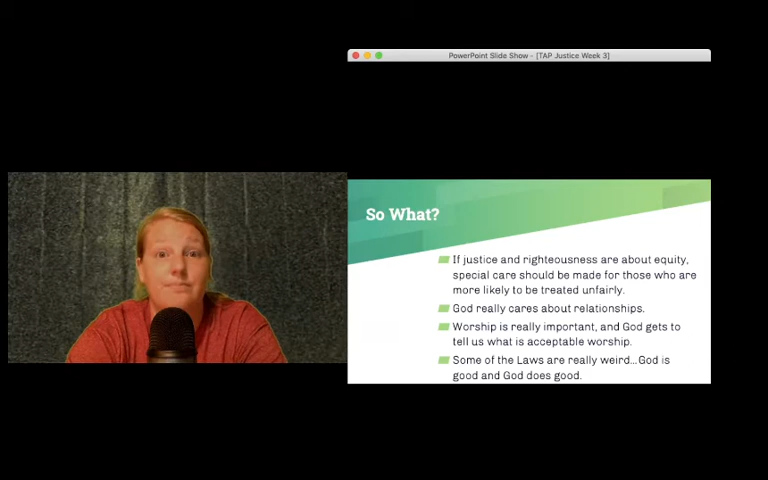 PowerPoint Slide Show - [TAP Justice Week 3]
So What?
If justice and righteousness are about equity,
special care should be made for those who are
more likely to be treated unfairly.
God really cares about relationships.
Worship is really important, and God gets to
tell us what is acceptable worship.
Some of the Laws are really weird...God is
good and God does good.